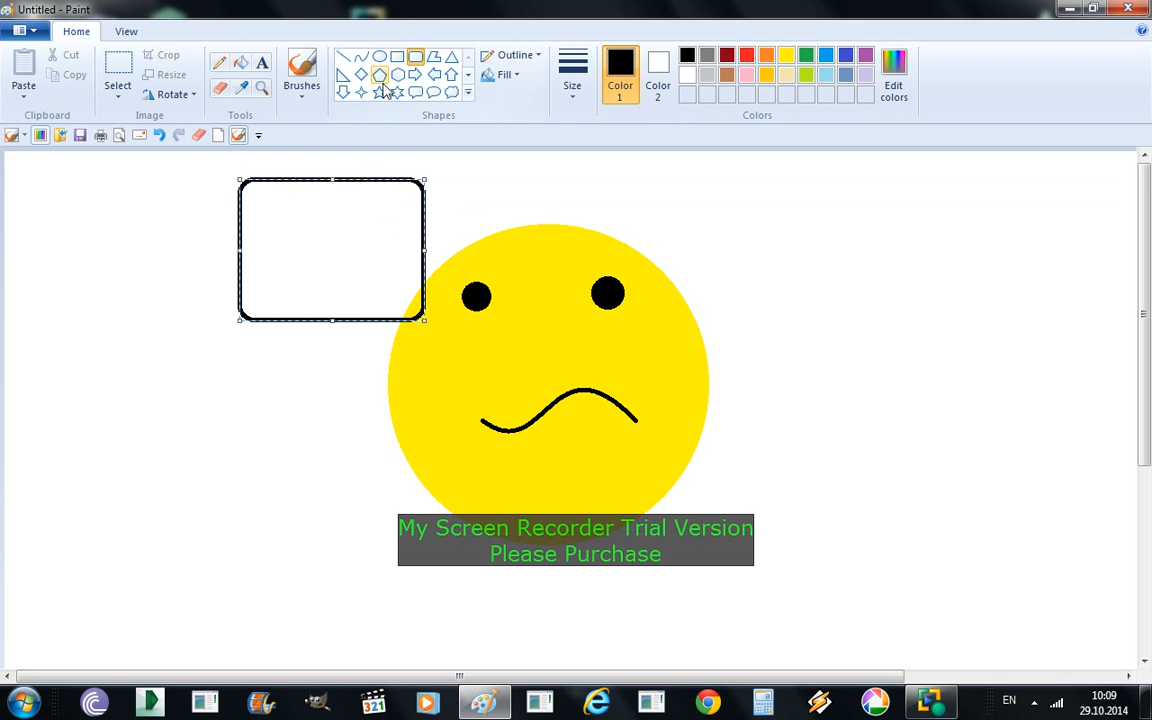 Untitled - Paint
Home
View
Paste
Cut
Copy
Clipboard
Select
Crop
Resize
Rotate
Image
A
Tools
Brushes
Outline
Fill
Shapes
Size
Color 1
Color 2
Edit colors
Colors
My Screen Recorder Trial Version
Please Purchase
321
EN
10:09
29.10.2014